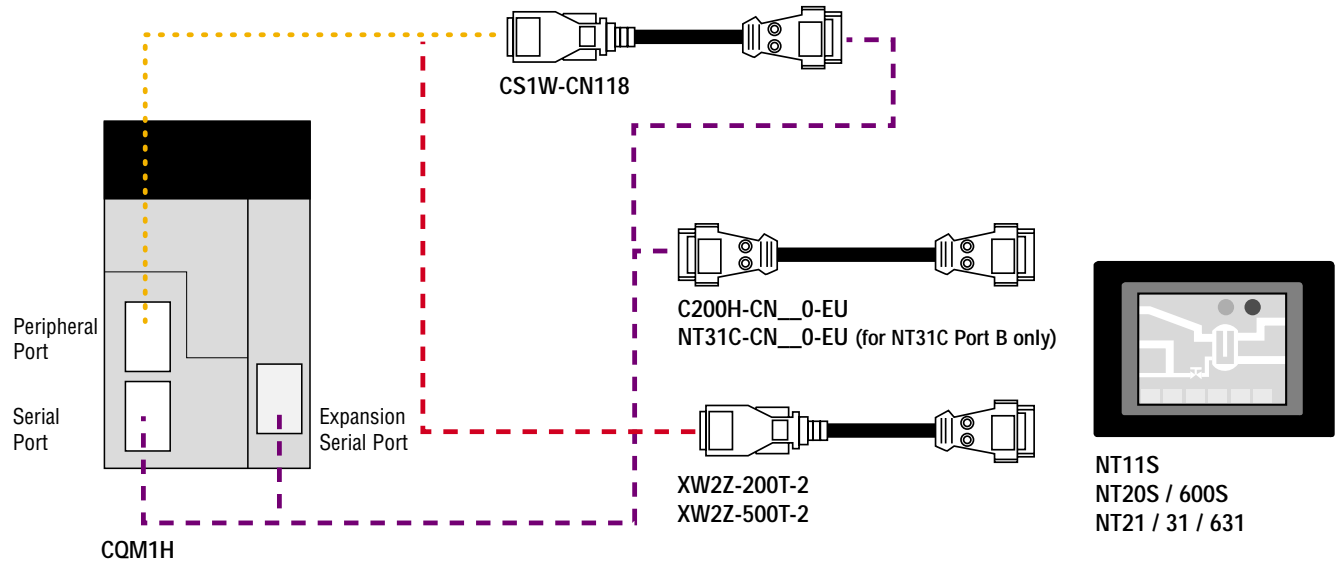 CS1W-CN118
Peripheral
Port
Serial
Port
Expansion
Serial Port
CQM1H
C200H-CN__0-EU
NT31C-CN__0-EU (for NT31C Port B only)
XW2Z-200T-2
XW2Z-500T-2
NT11S
NT20S / 600S
NT21 / 31 / 631